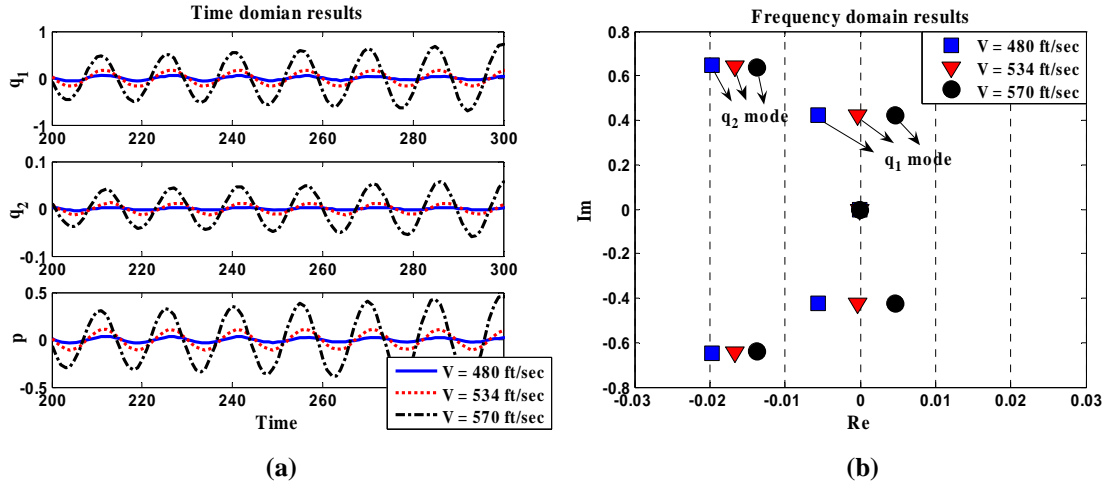 Time domian results
1
0
-1
q1
200 220 240 260 280 300
0.1
0
-0.1
q2
200 220 240 260 280 300
0.5
0
-0.5
p
200 220 240 260
Time
V = 480 ft/sec
V = 534 ft/sec
V = 570 ft/sec
(a)
Frequency domain results
0.8
0.6
0.4
0.2
0
-0.2
-0.4
-0.6
-0.8
Im
V = 480 ft/sec
V = 534 ft/sec
V = 570 ft/sec
q2 mode
q1 mode
-0.03 -0.02 -0.01 0 0.01 0.02 0.03
Re
(b)